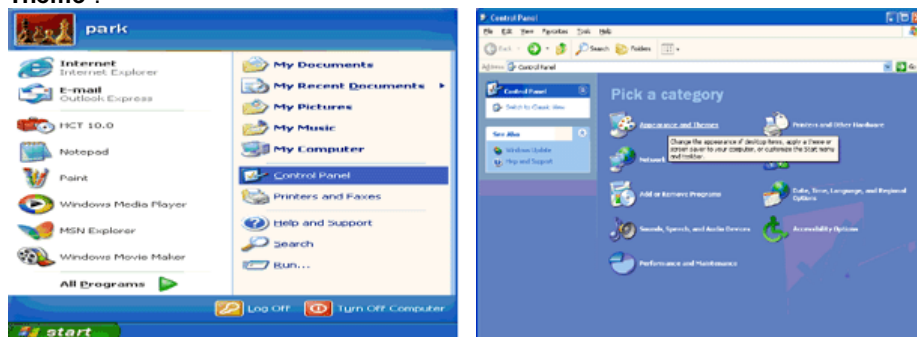 Theme".
park
Internet
Internet Explorer
E-mail
Outlook Express
HCT 10.0
Notepad
Paint
Windows Media Player
MSN Explorer
Windows Movie Maker
All Programs
My Documents
My Recent Documents
My Pictures
My Music
My Computer
Control Panel
Printers and Faxes
Help and Support
Search
Run...
Log Off
Turn Off Computer
start
Control Panel
File Edit View Favorites Tools Help
Back
Search Folders
Address Control Panel
Go
Control Panel
Switch to Classic View
See Also
Windows Update
Help and Support
Pick a category
Appearance and Themes
Printers and Other Hardware
Change the appearance of desktop items, apply a theme or
screen saver to your computer, or customize the Start menu
and taskbar.
Network
Add or Remove Programs
Date, Time, Language, and Regional
Options
Sounds, Speech, and Audio Devices
Accessibility Options
Performance and Maintenance